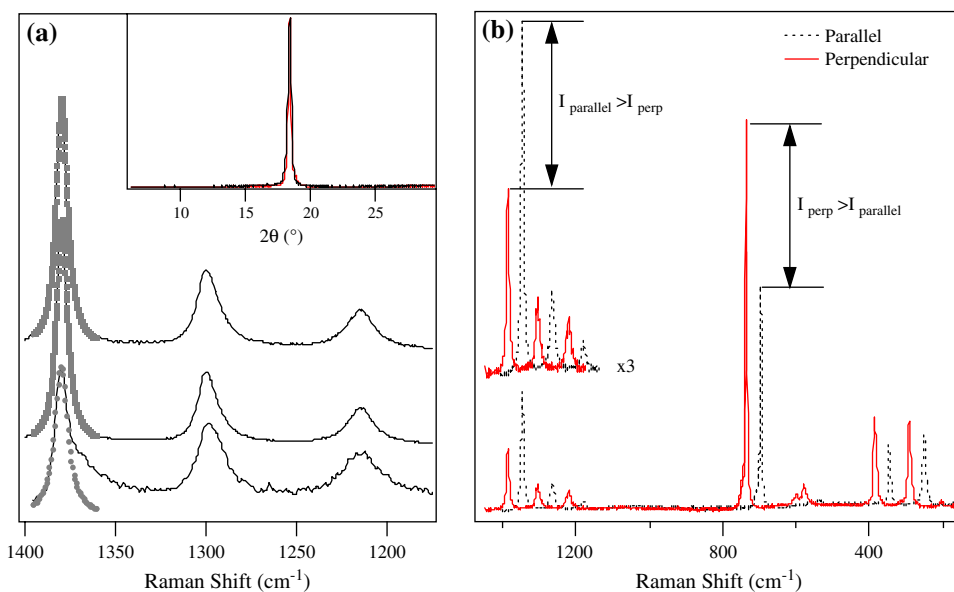 (a)
10 15 20 25
2θ (°)
1400 1350 1300 1250 1200
Raman Shift (cm-1)
(b)
Parallel
Perpendicular
I parallel >I perp
I perp >I parallel
x3
1200 800 400
Raman Shift (cm-1)